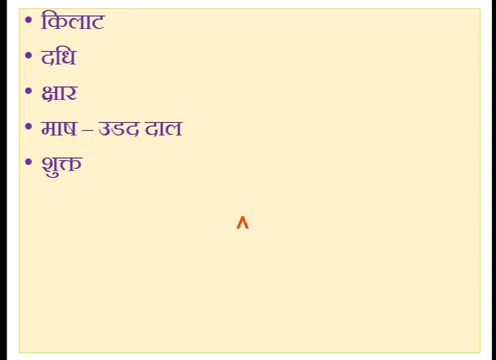 • किलाट
• दधि
• क्षार
• माष – उडद दाल
• शुक्त
^